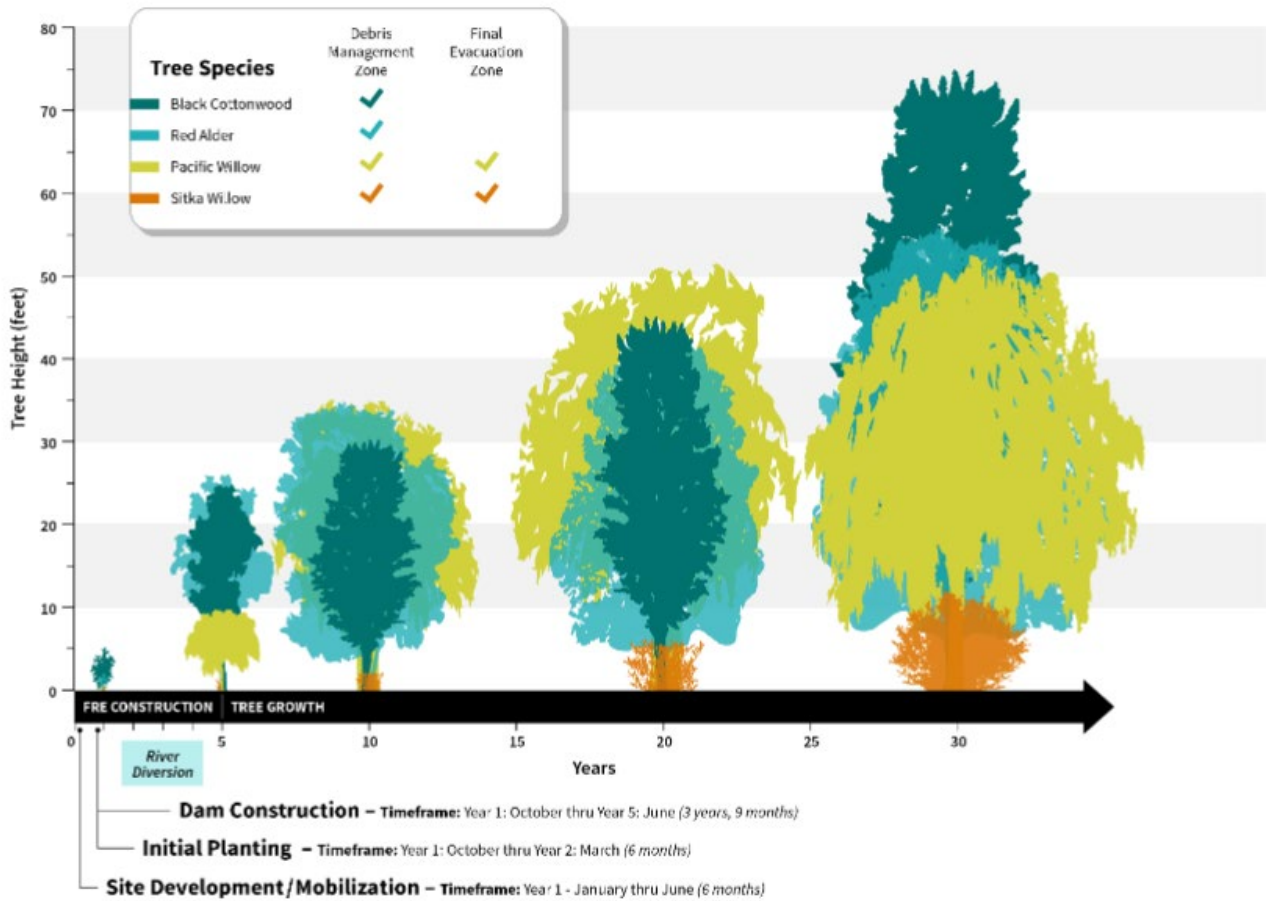 80
70
60
50
40
30
20
10
0
Tree Height (feet)
Debris
Management
Zone
Final
Evacuation
Zone
Tree Species
Black Cottonwood
Red Alder
Pacific Willow
Sitka Willow
FRE CONSTRUCTION
TREE GROWTH
0 5 10 15 20 25 30
River
Diversion
Years
Dam Construction – Timeframe: Year 1: October thru Year 5: June (3 years, 9 months)
Initial Planting – Timeframe: Year 1: October thru Year 2: March (6 months)
Site Development/Mobilization – Timeframe: Year 1 - January thru June (6 months)